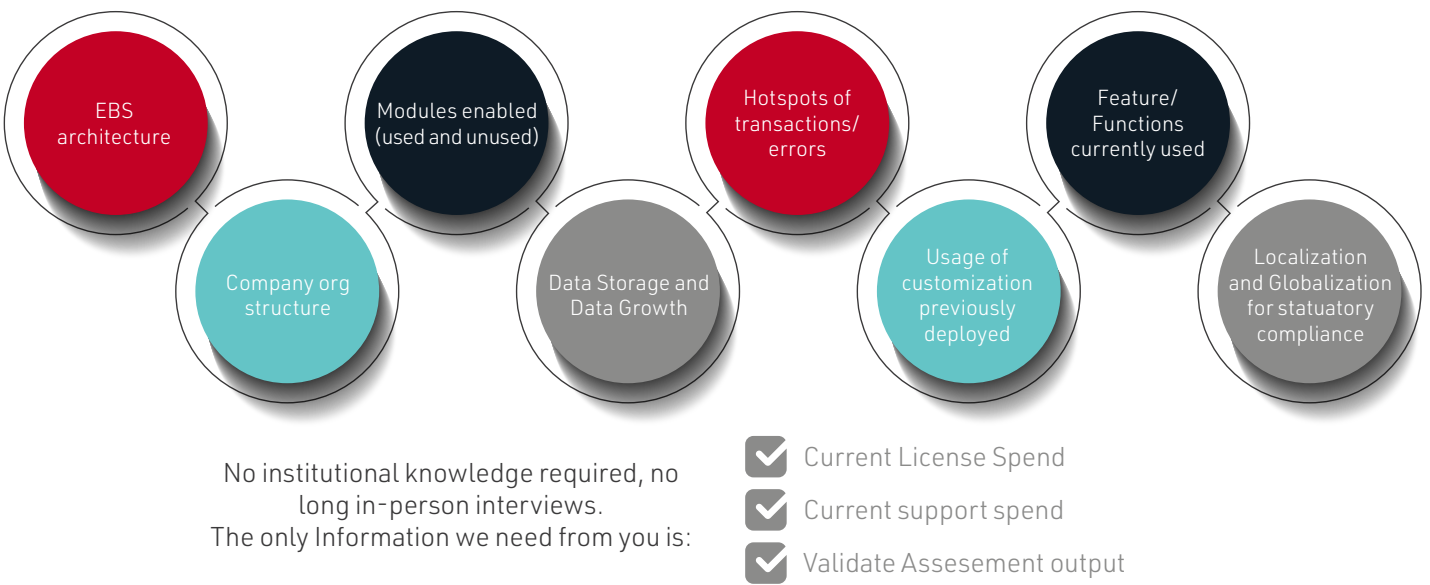 EBS
architecture
Company org
structure
Modules enabled
(used and unused)
Data Storage and
Data Growth
Hotspots of
transactions/
errors
Usage of
customization
previously
deployed
Feature/
Functions
currently used
Localization
and Globalization
for statuatory
compliance
No institutional knowledge required, no
long in-person interviews.
The only Information we need from you is:
Current License Spend
Current support spend
Validate Assesement output